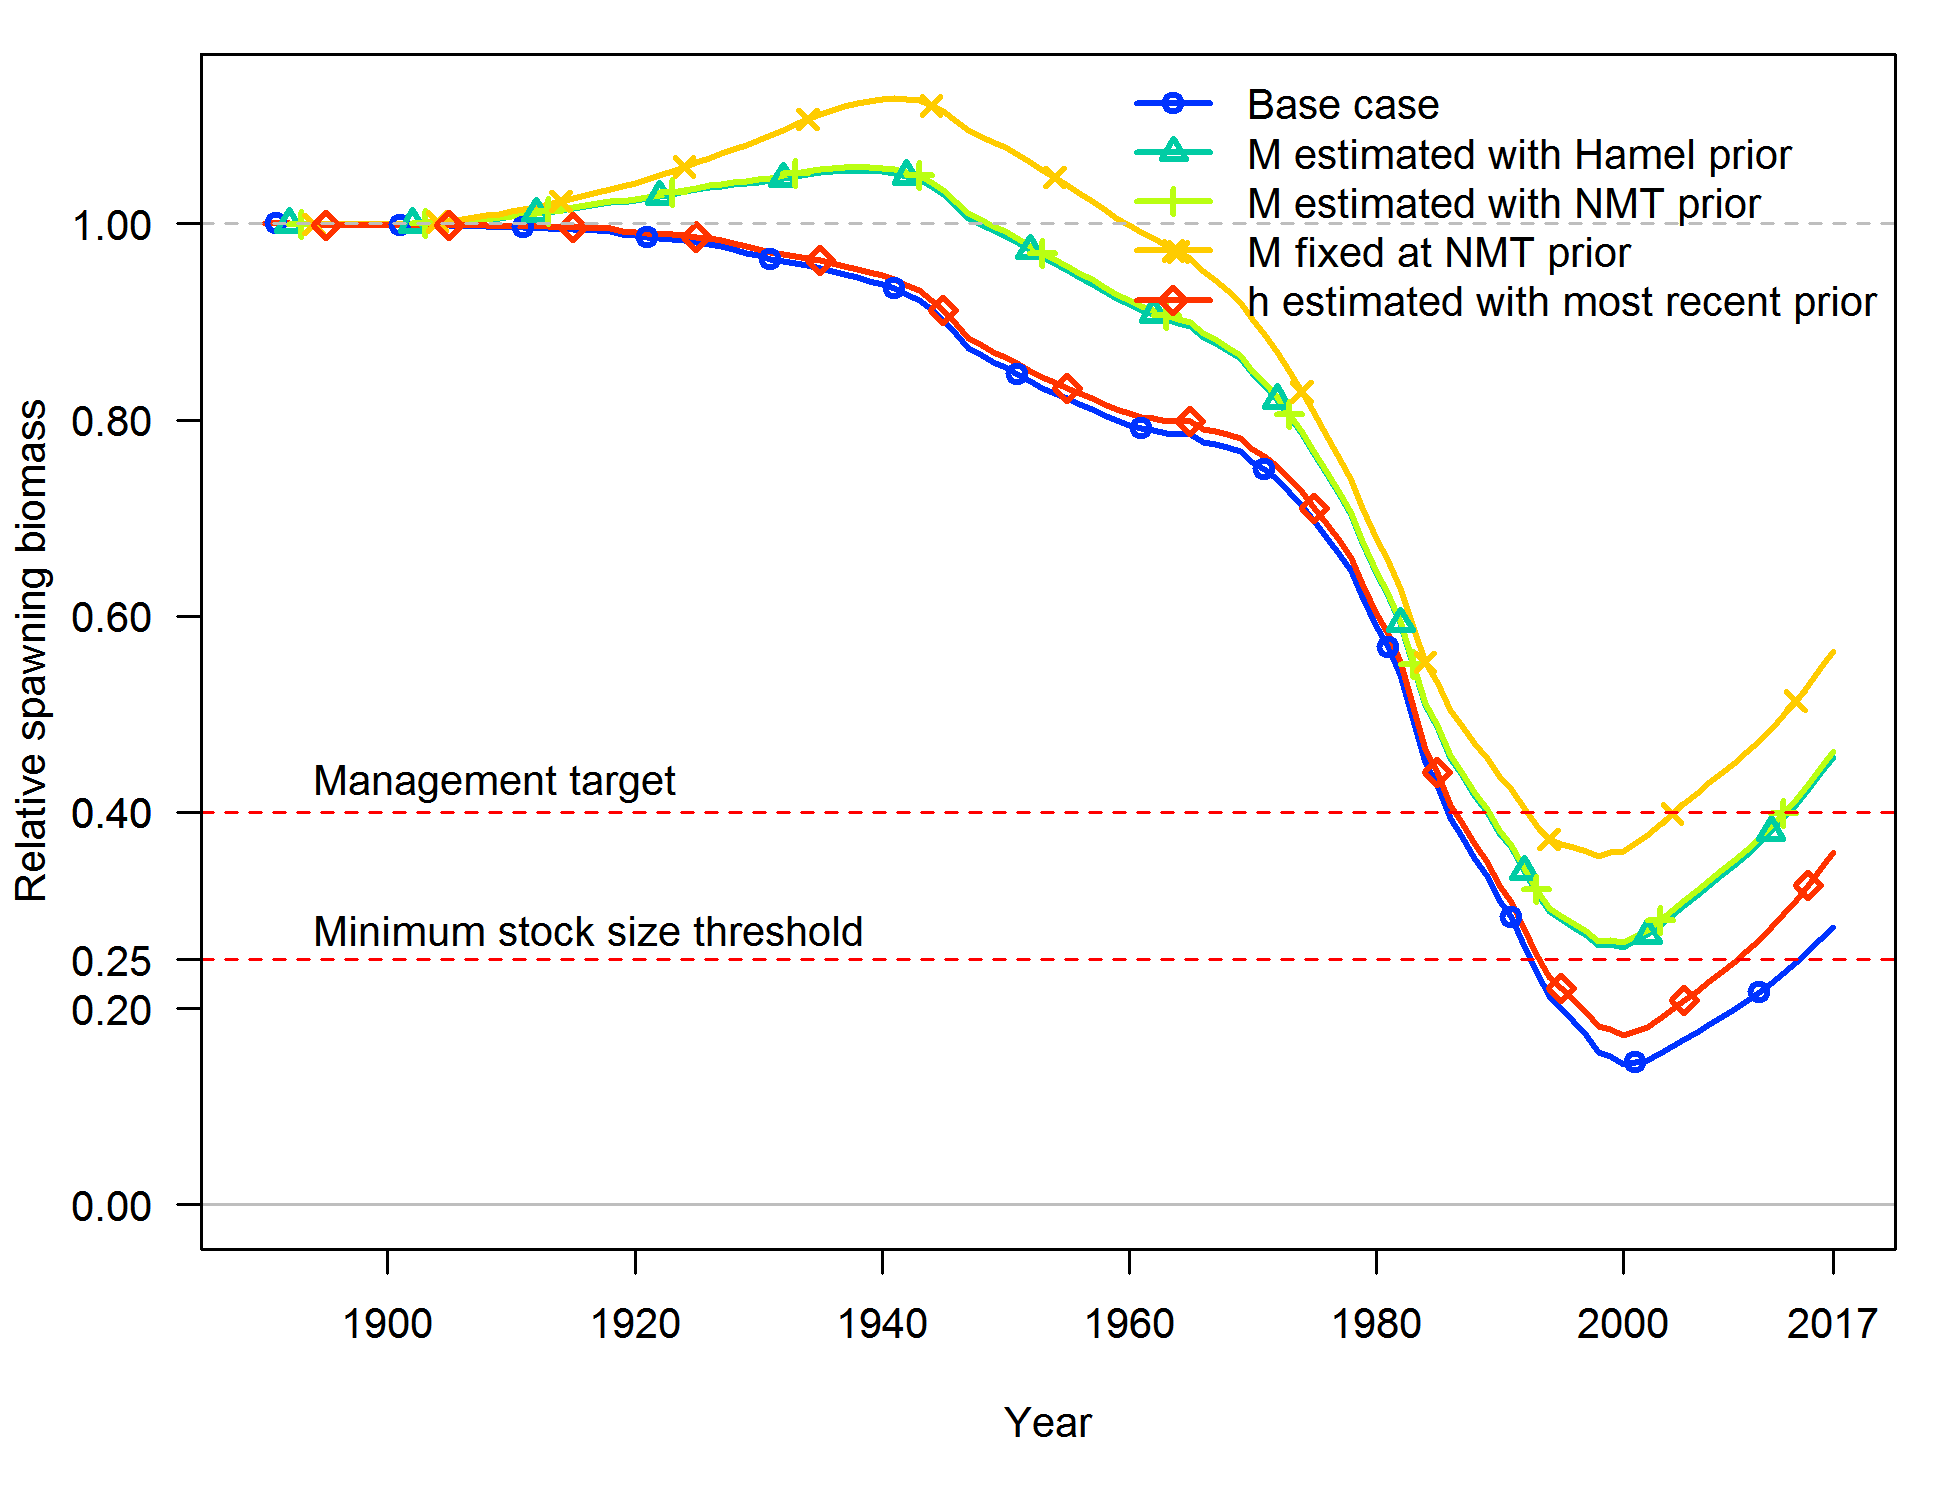 Base case
M estimated with Hamel prior
M estimated with NMT prior
M fixed at NMT prior
h estimated with most recent prior
Relative spawning biomass
1.00
0.80
0.60
0.40
0.25
0.20
0.00
Management target
Minimum stock size threshold
1900
1920
1940
1960
1980
2000
2017
Year